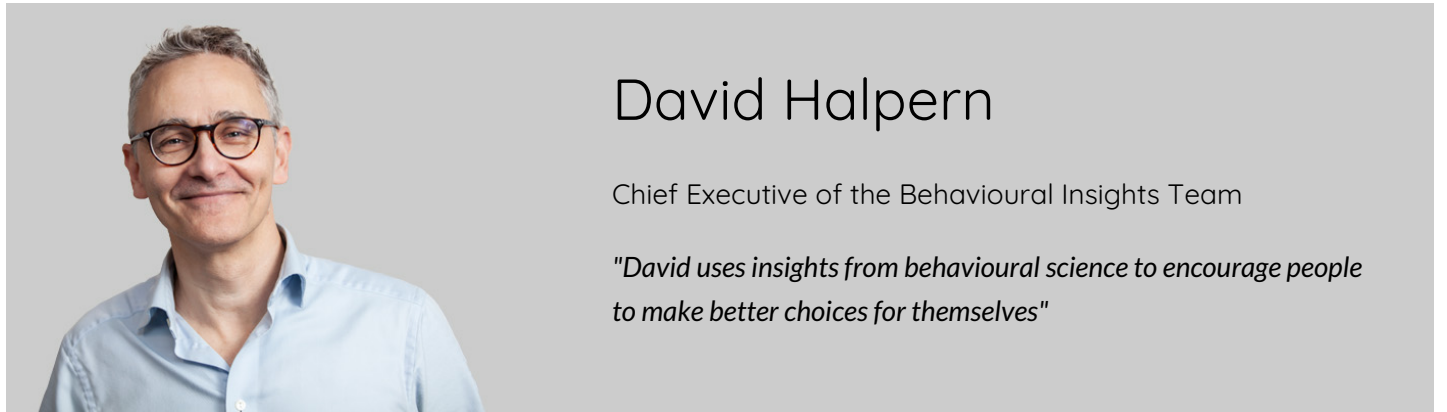 David Halpern
Chief Executive of the Behavioural Insights Team
"David uses insights from behavioural science to encourage people
to make better choices for themselves"